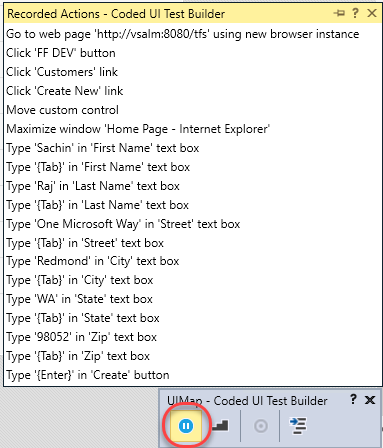 Recorded Actions - Coded UI Test Builder
Go to web page 'http://vsalm:8080/tfs' using new browser instance
Click 'FF DEV' button
Click 'Customers' link
Click 'Create New' link
Move custom control
Maximize window 'Home Page - Internet Explorer'
Type 'Sachin' in 'First Name' text box
Type '{Tab}' in 'First Name' text box
Type 'Raj' in 'Last Name' text box
Type '{Tab}' in 'Last Name' text box
Type 'One Microsoft Way' in 'Street' text box
Type '{Tab}' in 'Street' text box
Type 'Redmond' in 'City' text box
Type '{Tab}' in 'City' text box
Type 'WA' in 'State' text box
Type '{Tab}' in 'State' text box
Type '98052' in 'Zip' text box
Type '{Tab}' in 'Zip' text box
Type '{Enter}' in 'Create' button
UIMap - Coded UI Test Builder